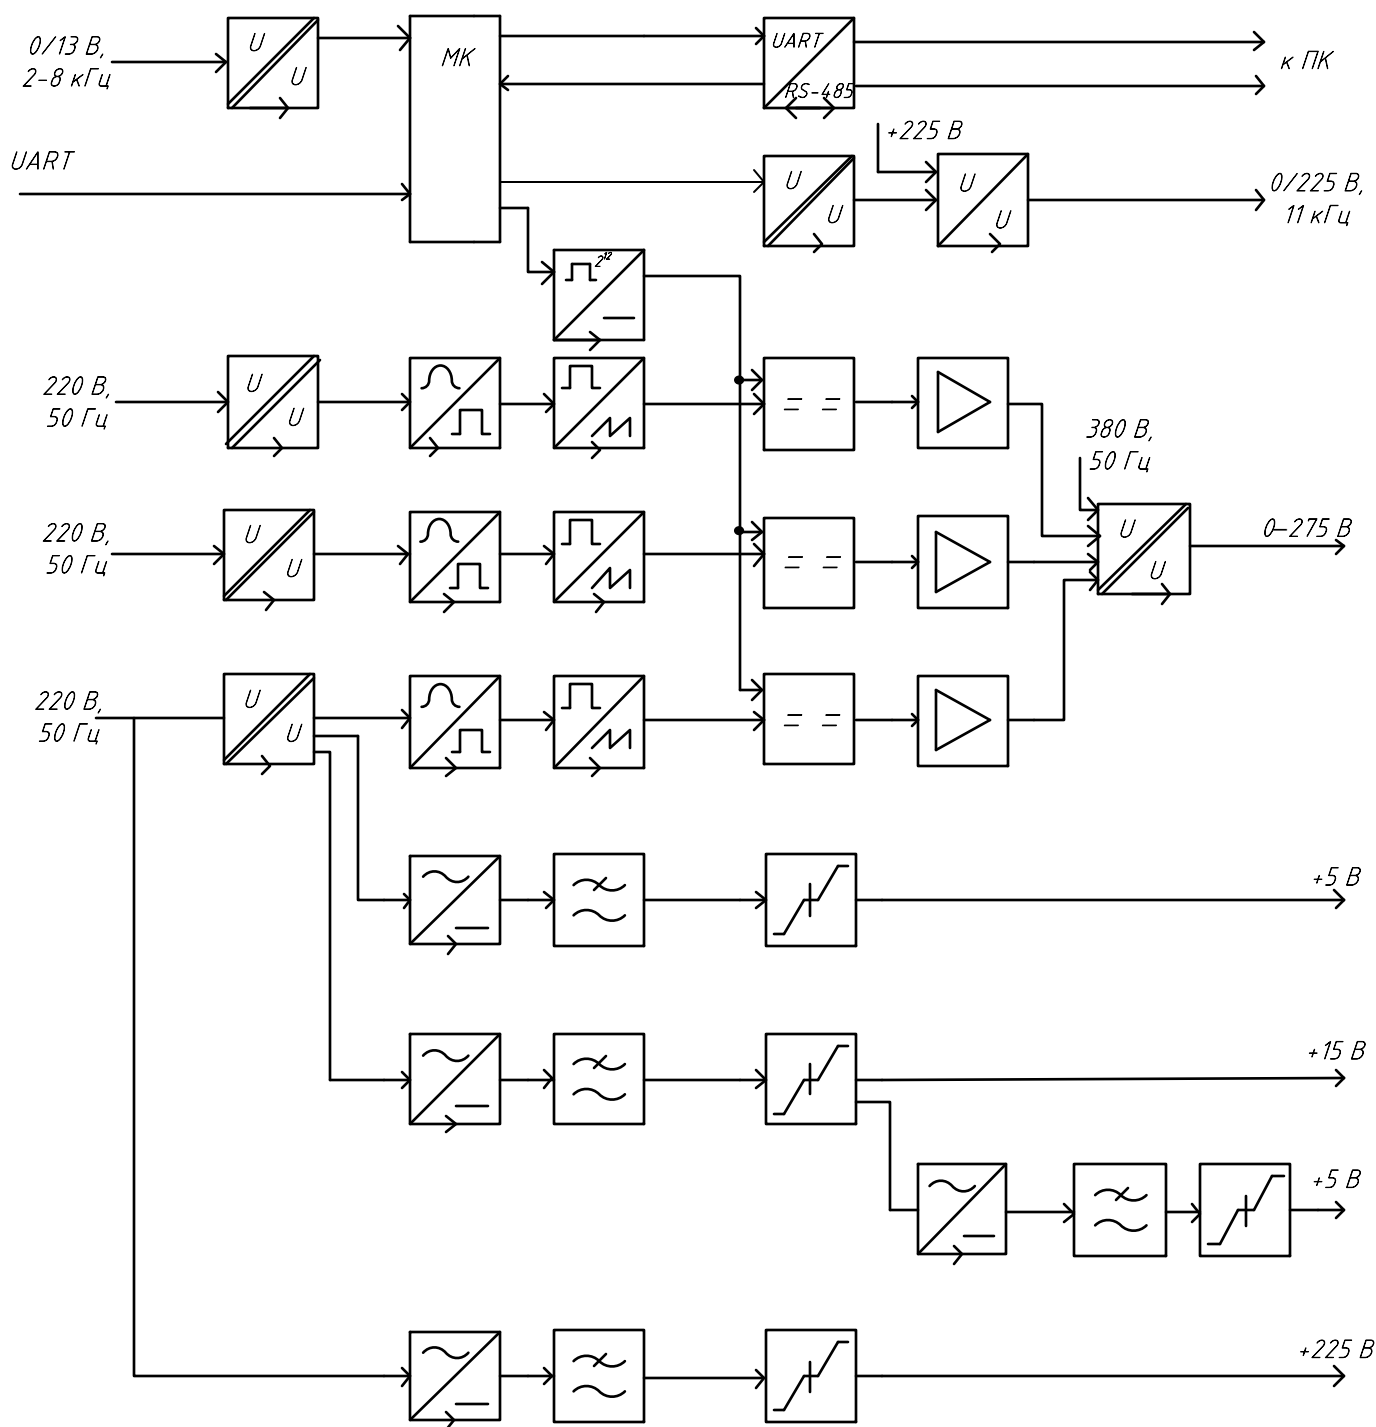 0/13 В,
2-8 кГц
U
U
МК
UART
RS-485
к ПК
UART
+225 В
U
U
U
U
0/225 В,
11 кГц
2¹²
220 В,
50 Гц
U
U
380 В,
50 Гц
= =
220 В,
50 Гц
U
U
= =
U
U
0–275 В
220 В,
50 Гц
U
U
= =
+5 В
+15 В
+5 В
+225 В